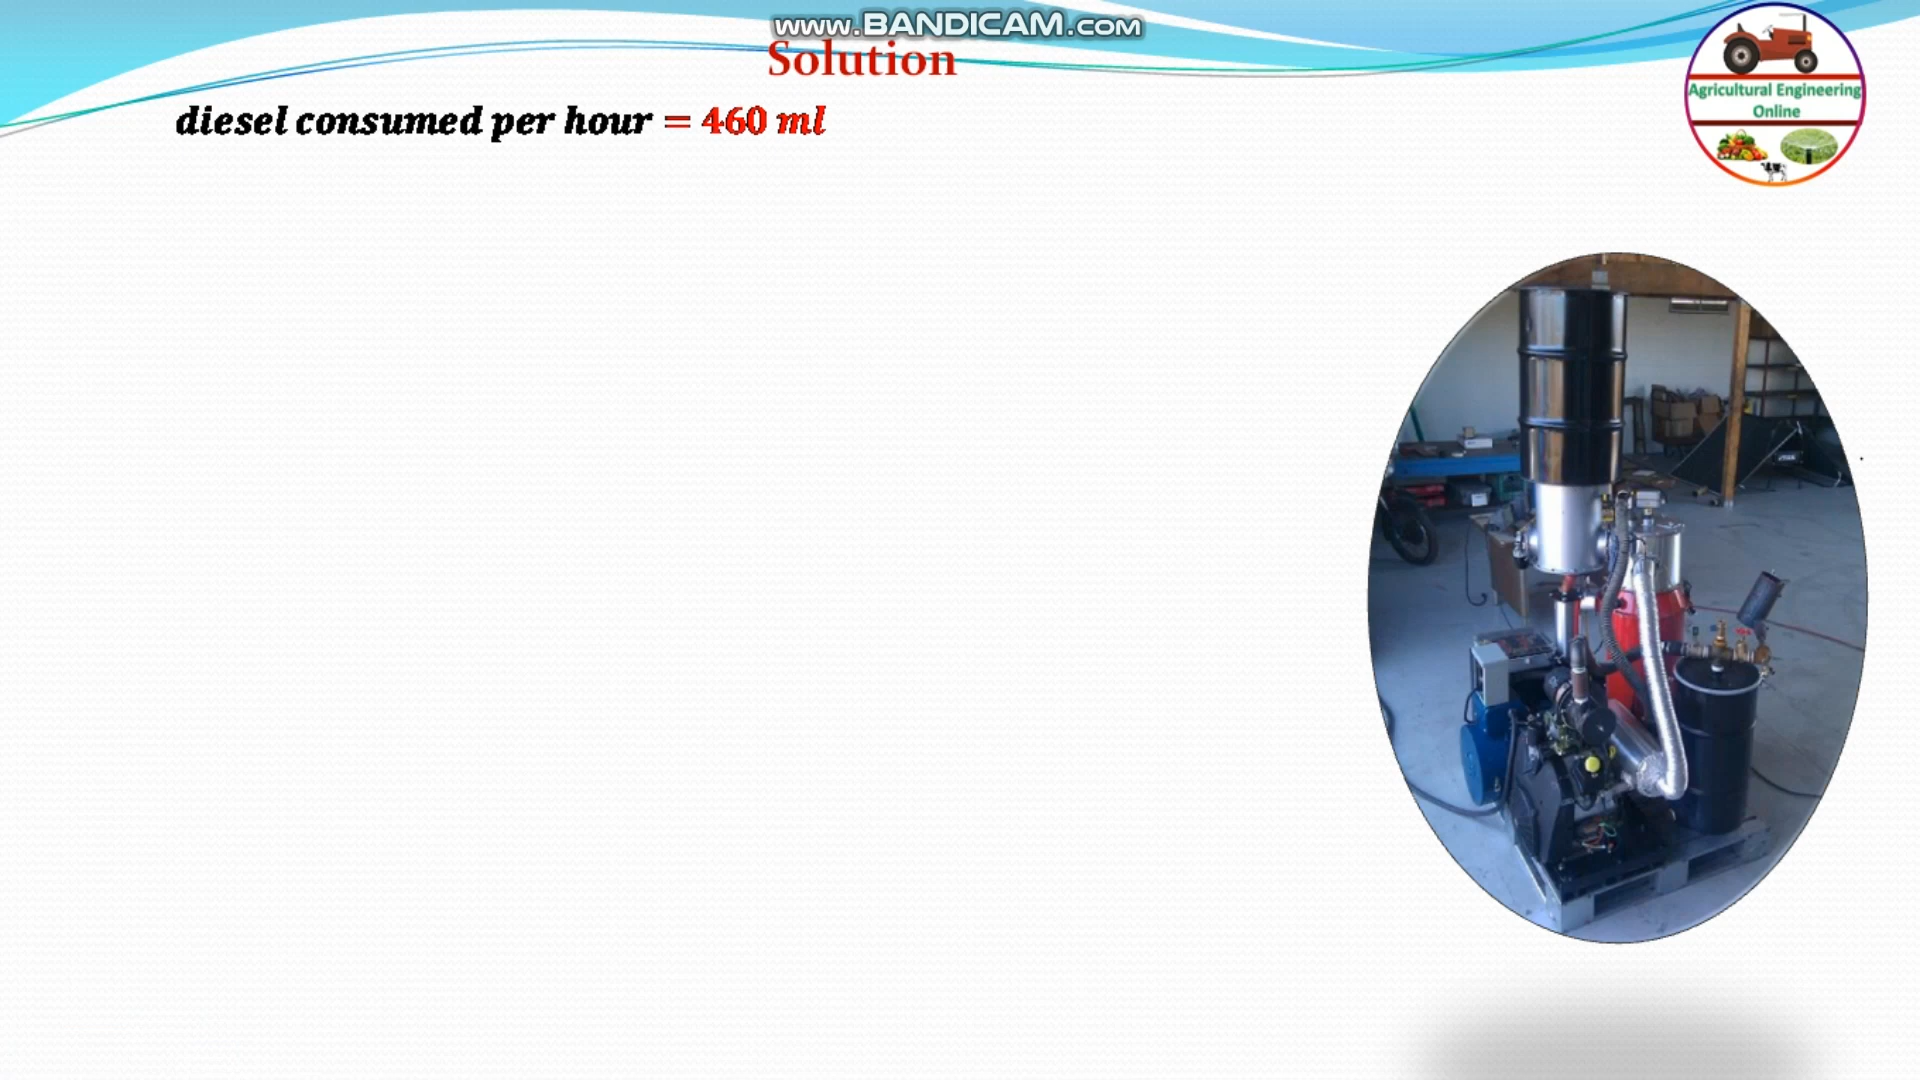 www.BANDICAM.com
Solution
diesel consumed per hour = 460 ml
Agricultural Engineering
Online